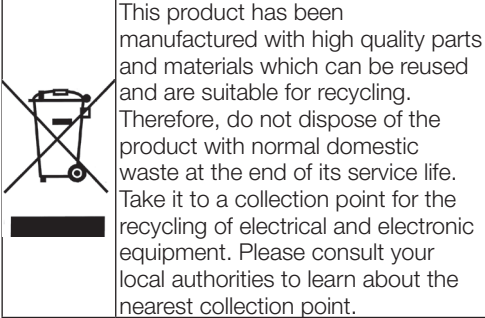 This product has been
manufactured with high quality parts
and materials which can be reused
and are suitable for recycling.
Therefore, do not dispose of the
product with normal domestic
waste at the end of its service life.
Take it to a collection point for the
recycling of electrical and electronic
equipment. Please consult your
local authorities to learn about the
nearest collection point.